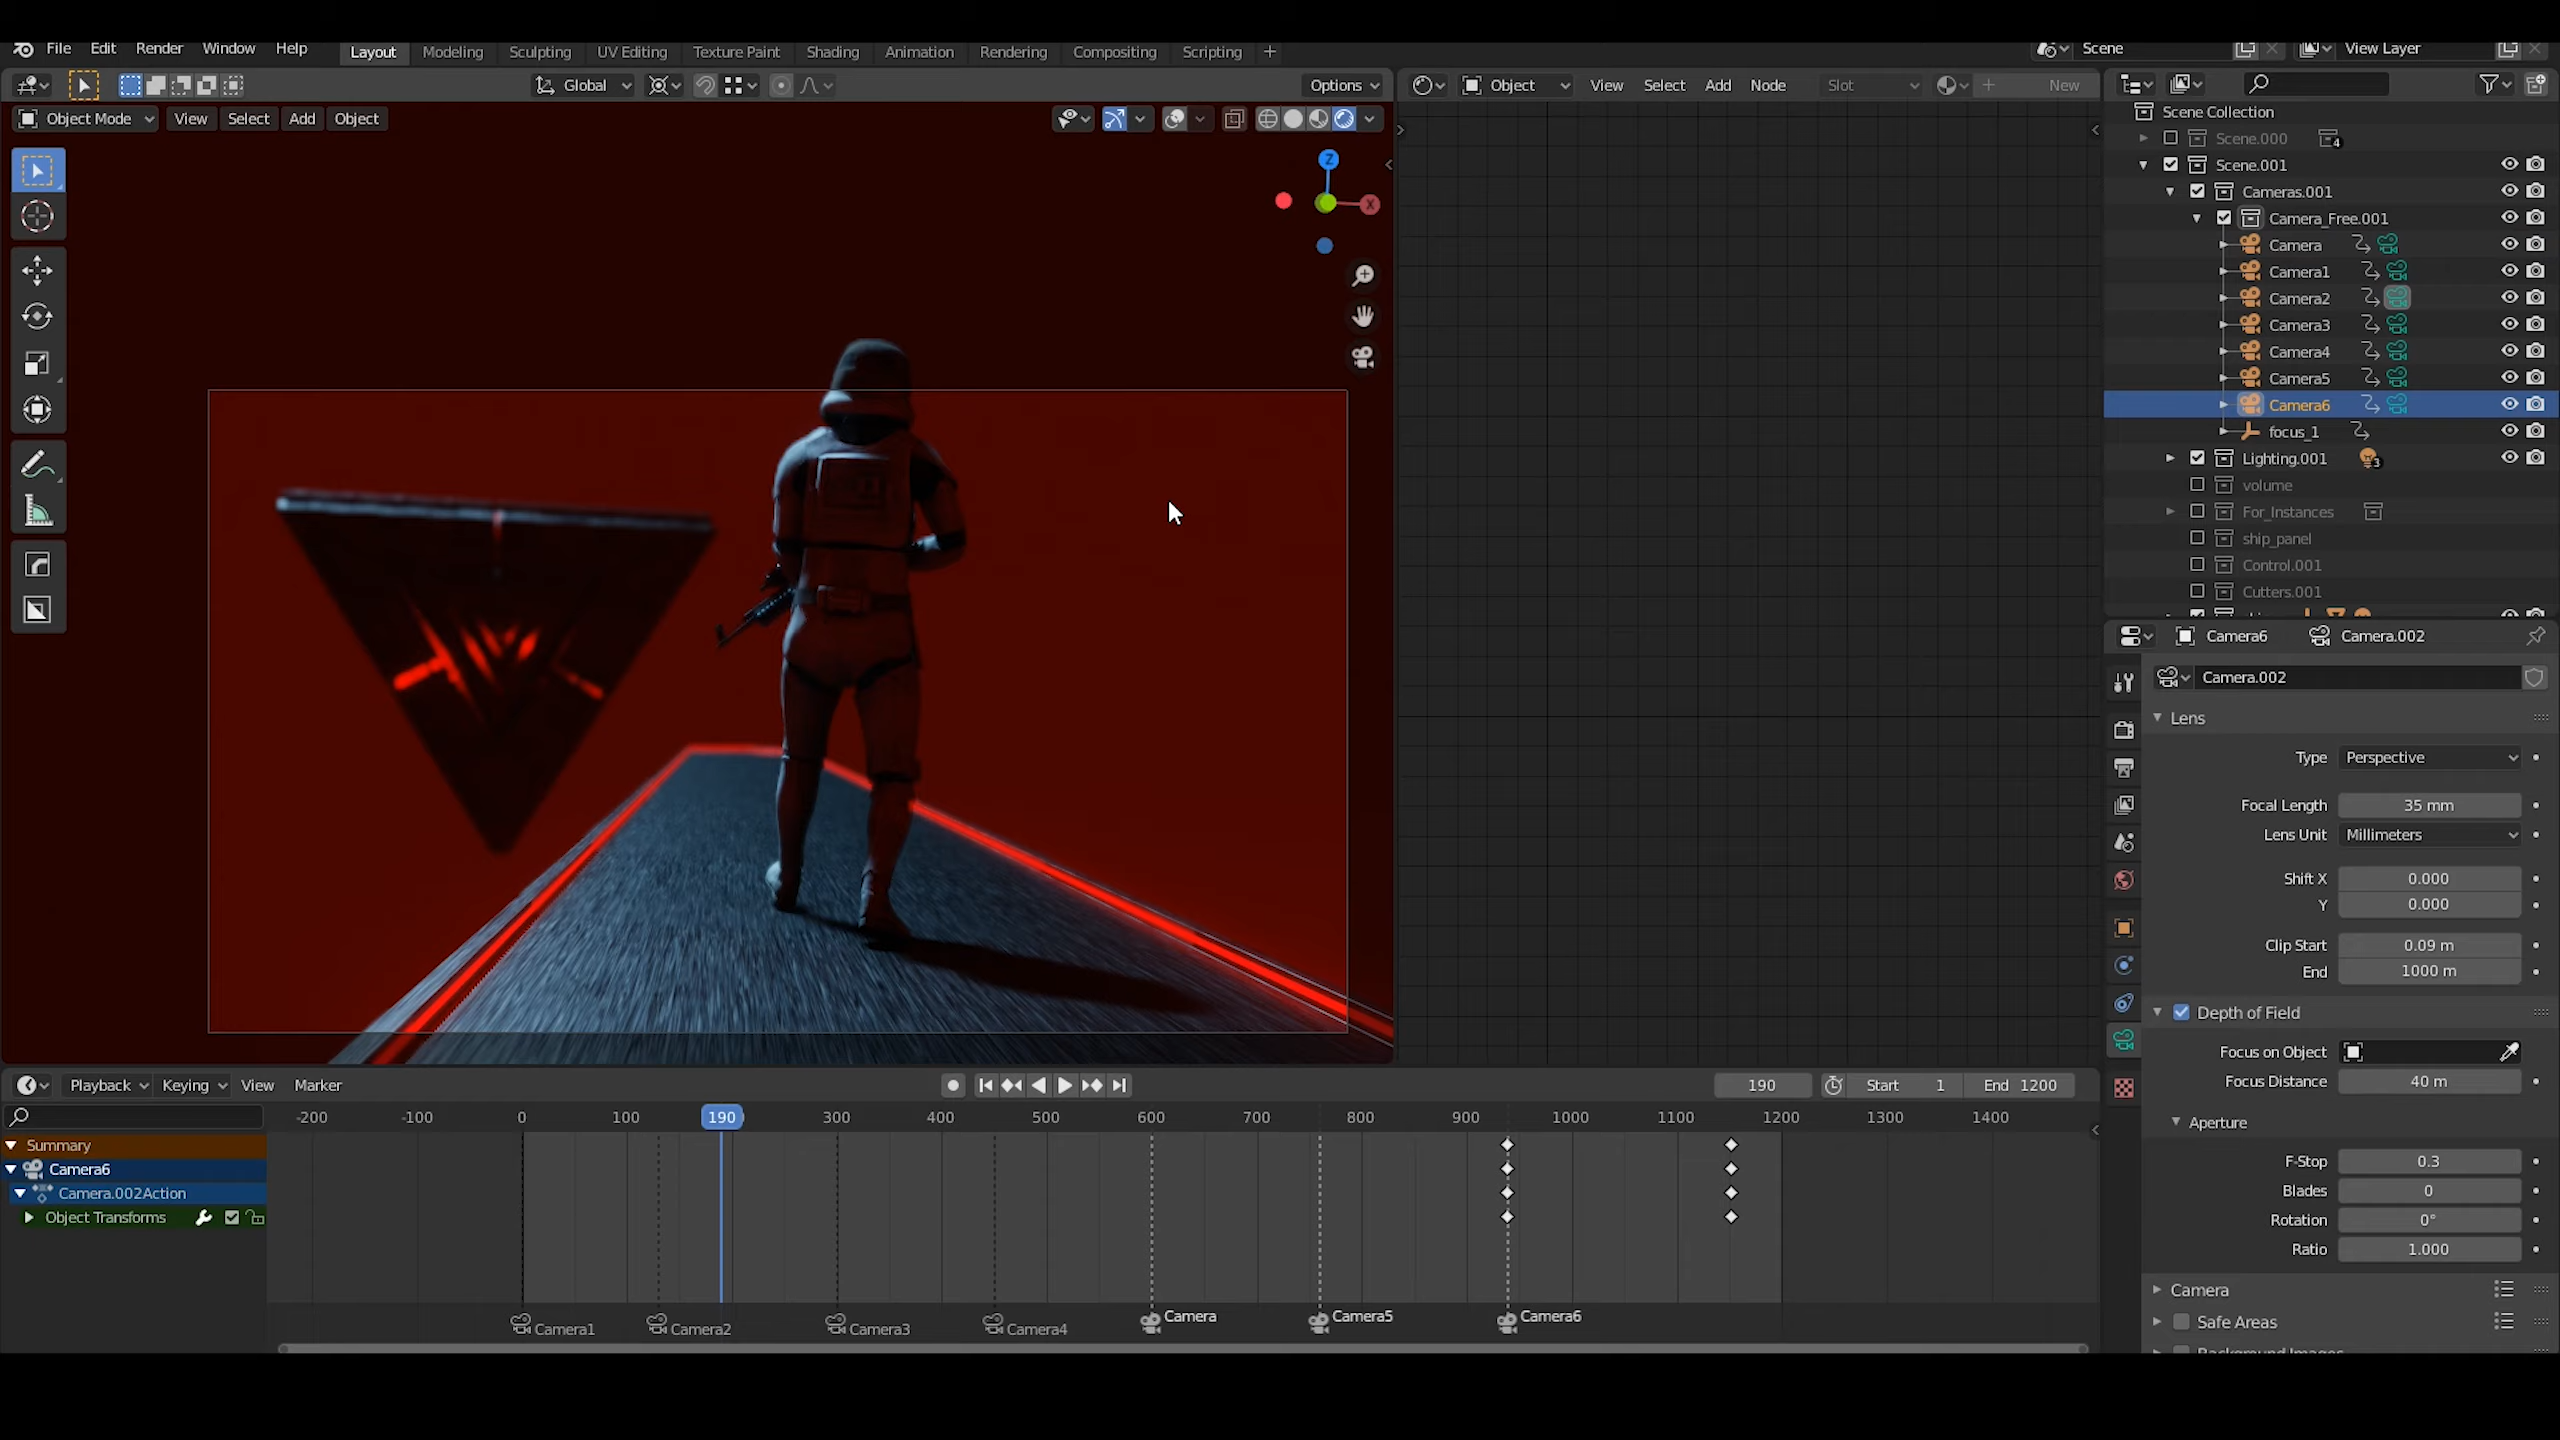 File Edit Render Window Help Layout Modeling Sculpting UV Editing Texture Paint Shading Animation Rendering Compositing Scripting + Scene View Layer
Global Options Object View Select Add Node Slot New
Object Mode View Select Add Object
Z
X
Scene Collection
Scene.000 4
Scene.001
Cameras.001
Camera_Free.001
Camera
Camera1
Camera2
Camera3
Camera4
Camera5
Camera6
focus_1
Lighting.001 3
volume
For_Instances
ship_panel
Control.001
Cutters.001
Camera6 Camera.002
Camera.002
Lens
Type Perspective
Focal Length 35 mm
Lens Unit Millimeters
Shift X 0.000
Y 0.000
Clip Start 0.09 m
End 1000 m
Depth of Field
Focus on Object
Focus Distance 40 m
Aperture
F-Stop 0.3
Blades 0
Rotation 0°
Ratio 1.000
Camera
Safe Areas
Background Images
Playback Keying View Marker 190 Start 1 End 1200
-200 -100 0 100 190 300 400 500 600 700 800 900 1000 1100 1200 1300 1400
Summary
Camera6
Camera.002Action
Object Transforms
Camera1 Camera2 Camera3 Camera4 Camera Camera5 Camera6